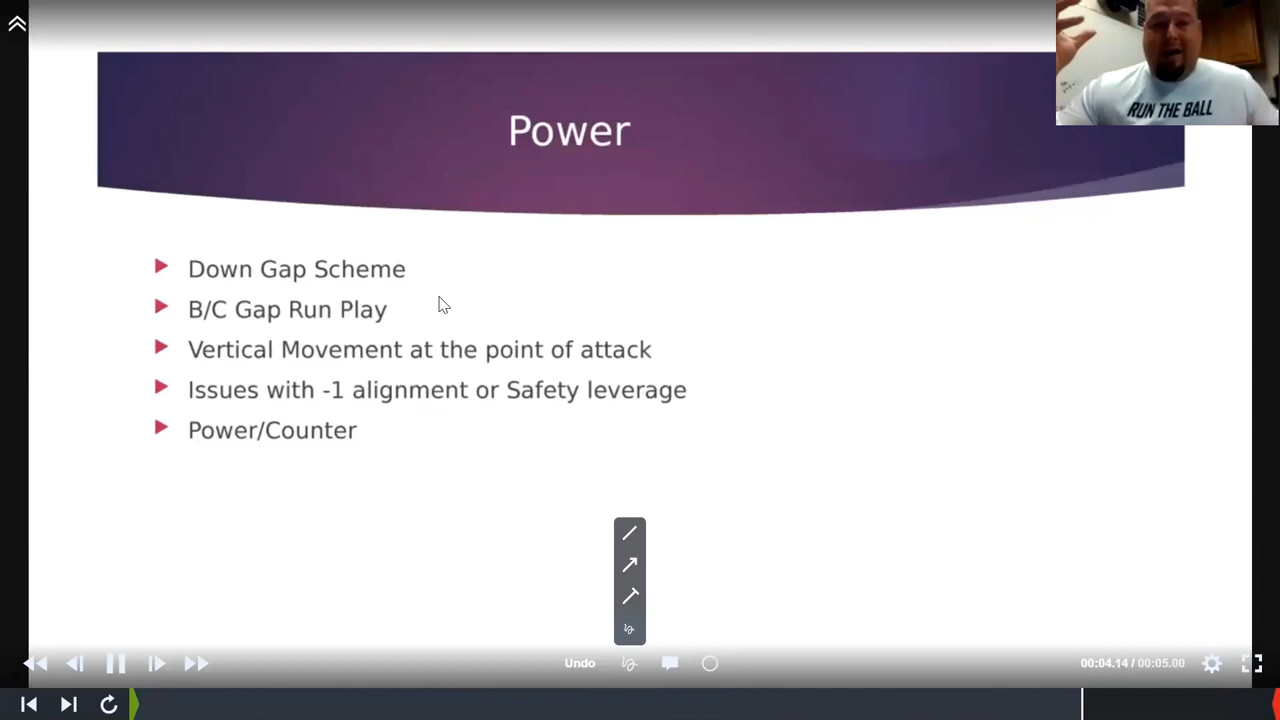 Power
RUN THE BALL
Down Gap Scheme
B/C Gap Run Play
Vertical Movement at the point of attack
Issues with -1 alignment or Safety leverage
Power/Counter
Undo
00:04.14 / 00:05.00